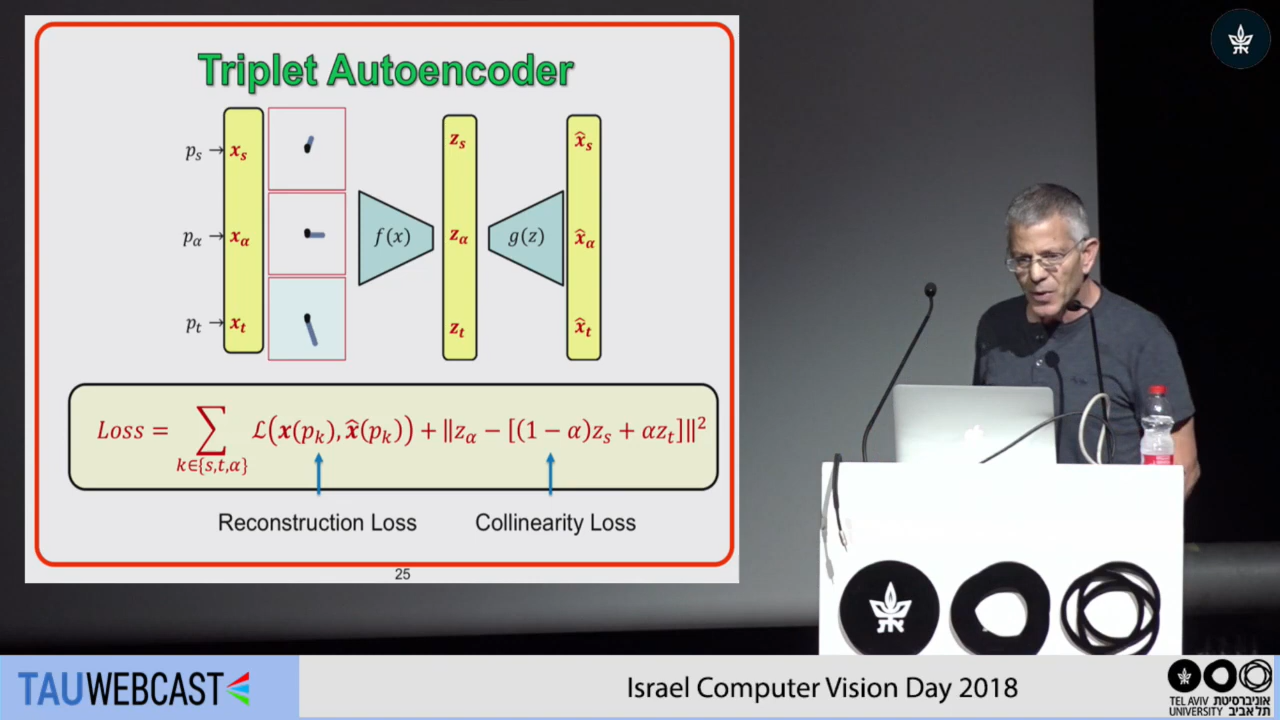 Triplet Autoencoder
p_s → x_s
z_s
x̂_s
p_α → x_α
f(x)
z_α
g(z)
x̂_α
p_t → x_t
z_t
x̂_t
Loss = ∑_{k∈{s,t,α}} ℒ(x(p_k), x̂(p_k)) + ‖z_α − [(1 − α)z_s + αz_t]‖²
Reconstruction Loss
Collinearity Loss
25
TAUWEBCAST
Israel Computer Vision Day 2018
TEL AVIV אוניברסיטת
UNIVERSITY תל אביב